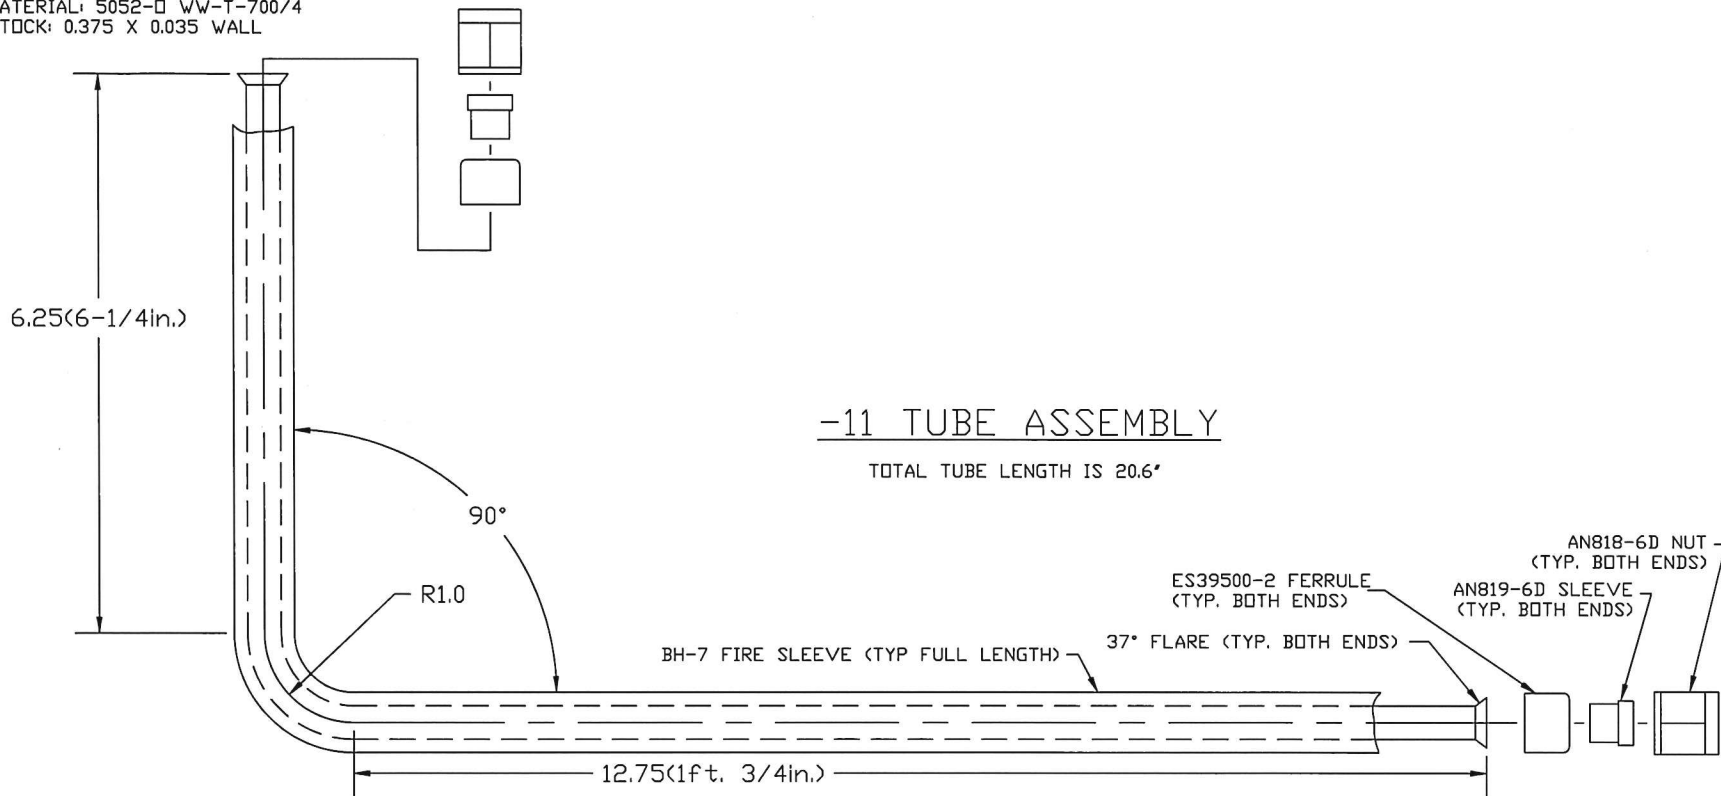 ATERIAL: 5052-O WW-T-700/4
TOCK: 0.375 X 0.035 WALL
6.25(6-1/4in.)
-11 TUBE ASSEMBLY
TOTAL TUBE LENGTH IS 20.6"
90°
R1.0
AN818-6D NUT
(TYP. BOTH ENDS)
ES39500-2 FERRULE
(TYP. BOTH ENDS)
AN819-6D SLEEVE
(TYP. BOTH ENDS)
37° FLARE (TYP. BOTH ENDS)
BH-7 FIRE SLEEVE (TYP FULL LENGTH)
12.75(1ft. 3/4in.)